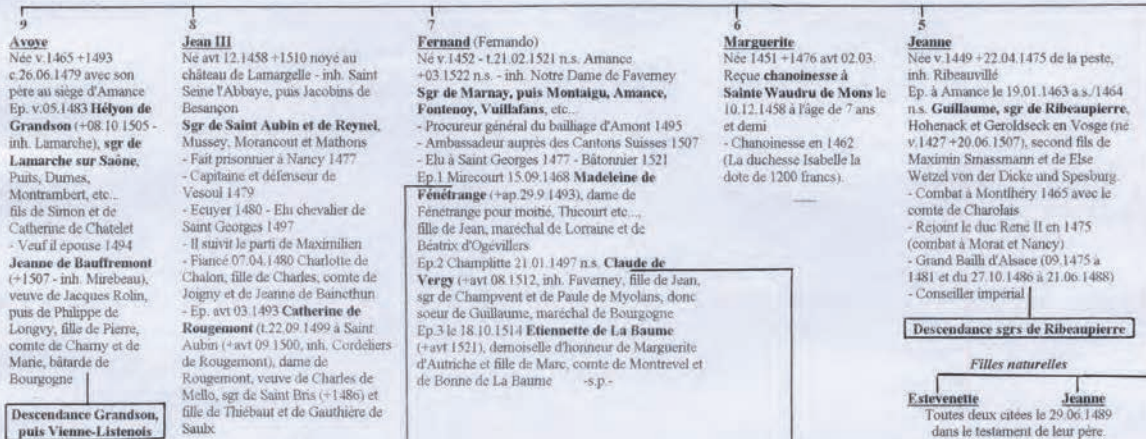 9
Avoye
Née v.1465 +1493
c.26.06.1479 avec son
père au siège d'Amance
Ep. v.05.1483 Hélyon de
Grandson (+08.10.1505 -
inh. Lamarche), sgr de
Lamarche sur Saône,
Puits, Dumes,
Montrambert, etc...
fils de Simon et de
Catherine de Chatelet
- Veuf il épouse 1494
Jeanne de Bauffremont
(+1507 - inh. Mirebeau),
veuve de Jacques Rolin,
puis de Philippe de
Longvy, fille de Pierre,
comte de Charny et de
Marie, bâtarde de
Bourgogne
Descendance Grandson,
puis Vienne-Listenois
8
Jean III
Né avt 12.1458 +1510 noyé au
château de Lamargelle - inh. Saint
Seine l'Abbaye, puis Jacobins de
Besançon
Sgr de Saint Aubin et de Reynel,
Mussey, Morancout et Mathons
- Fait prisonnier à Nancy 1477
- Capitaine et défenseur de
Vesoul 1479
- Ecuyer 1480 - Elu chevalier de
Saint Georges 1497
- Il suivit le parti de Maximilien
- Fiancé 07.04.1480 Charlotte de
Chalon, fille de Charles, comte de
Joigny et de Jeanne de Baincthun
- Ep. avt 03.1493 Catherine de
Rougemont (t.22.09.1499 à Saint
Aubin (+avt 09.1500, inh. Cordeliers
de Rougemont), dame de
Rougemont, veuve de Charles de
Mello, sgr de Saint Bris (+1486) et
fille de Thiébaut et de Gauthière de
Saulx
7
Fernand (Fernando)
Né v.1452 - t.21.02.1521 n.s. Amance
+03.1522 n.s. - inh. Notre Dame de Faverney
Sgr de Marnay, puis Montaigu, Amance,
Fontenoy, Vuillafans, etc...
- Procureur général du bailliage d'Amont 1495
- Ambassadeur auprès des Cantons Suisses 1507
- Elu à Saint Georges 1477 - Bâtonnier 1521
Ep.1 Mirecourt 15.09.1468 Madeleine de
Fénétrange (+ap.29.9.1493), dame de
Fénétrange pour moitié, Thicourt etc...,
fille de Jean, maréchal de Lorraine et de
Béatrix d'Ogévillers
Ep.2 Champlitte 21.01.1497 n.s. Claude de
Vergy (+avt 08.1512, inh. Faverney, fille de Jean,
sgr de Champvent et de Paule de Myolans, donc
soeur de Guillaume, maréchal de Bourgogne
Ep.3 le 18.10.1514 Etiennette de La Baume
(+avt 1521), demoiselle d'honneur de Marguerite
d'Autriche et fille de Marc, comte de Montrevel et
de Bonne de La Baume -s.p.-
6
Marguerite
Née 1451 +1476 avt 02.03.
Reçue chanoinesse à
Sainte Waudru de Mons le
10.12.1458 à l'âge de 7 ans
et demi
- Chanoinesse en 1462
(La duchesse Isabelle la
dote de 1200 francs).
5
Jeanne
Née v.1449 +22.04.1475 de la peste,
inh. Ribeauvillé
Ep. à Amance le 19.01.1463 a.s./1464
n.s. Guillaume, sgr de Ribeaupierre,
Hohenack et Geroldseck en Vosge (né
v.1427 +20.06.1507), second fils de
Maximin Smassmann et de Else
Wetzel von der Dicke und Spesburg.
- Combat à Montlhéry 1465 avec le
comte de Charolais
- Rejoint le duc René II en 1475
(combat à Morat et Nancy)
- Grand Bailli d'Alsace (09.1475 à
1481 et du 27.10.1486 à 21.06.1488)
- Conseiller impérial
Descendance sgrs de Ribeaupierre
Filles naturelles
Estevenette Jeanne
Toutes deux citées le 29.06.1489
dans le testament de leur père.